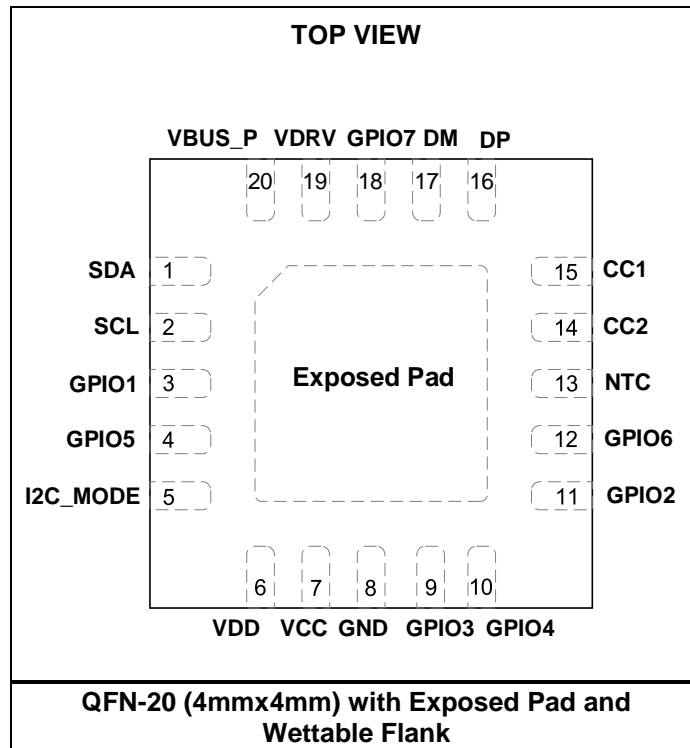 TOP VIEW
VBUS_P VDRV GPIO7 DM DP
20 19 18 17 16
SDA 1 15 CC1
SCL 2 14 CC2
GPIO1 3 Exposed Pad 13 NTC
GPIO5 4 12 GPIO6
I2C_MODE 5 11 GPIO2
6 7 8 9 10
VDD VCC GND GPIO3 GPIO4
QFN-20 (4mmx4mm) with Exposed Pad and
Wettable Flank